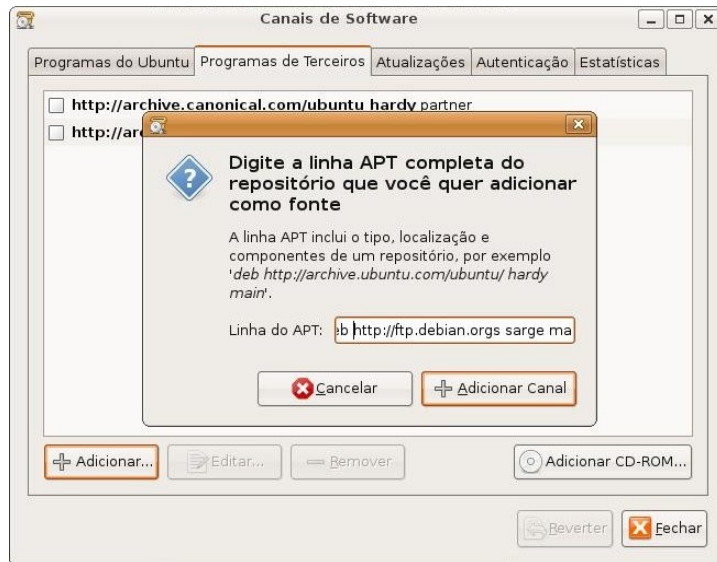 Canais de Software
Programas do Ubuntu Programas de Terceiros Atualizações Autenticação Estatísticas
http://archive.canonical.com/ubuntu hardy partner
http://ar
Digite a linha APT completa do
repositório que você quer adicionar
como fonte
A linha APT inclui o tipo, localização e
componentes de um repositório, por exemplo
'deb http://archive.ubuntu.com/ubuntu/ hardy
main'.
Linha do APT: eb http://ftp.debian.orgs sarge ma
Cancelar Adicionar Canal
Adicionar... Editar... Remover Adicionar CD-ROM...
Reverter Fechar